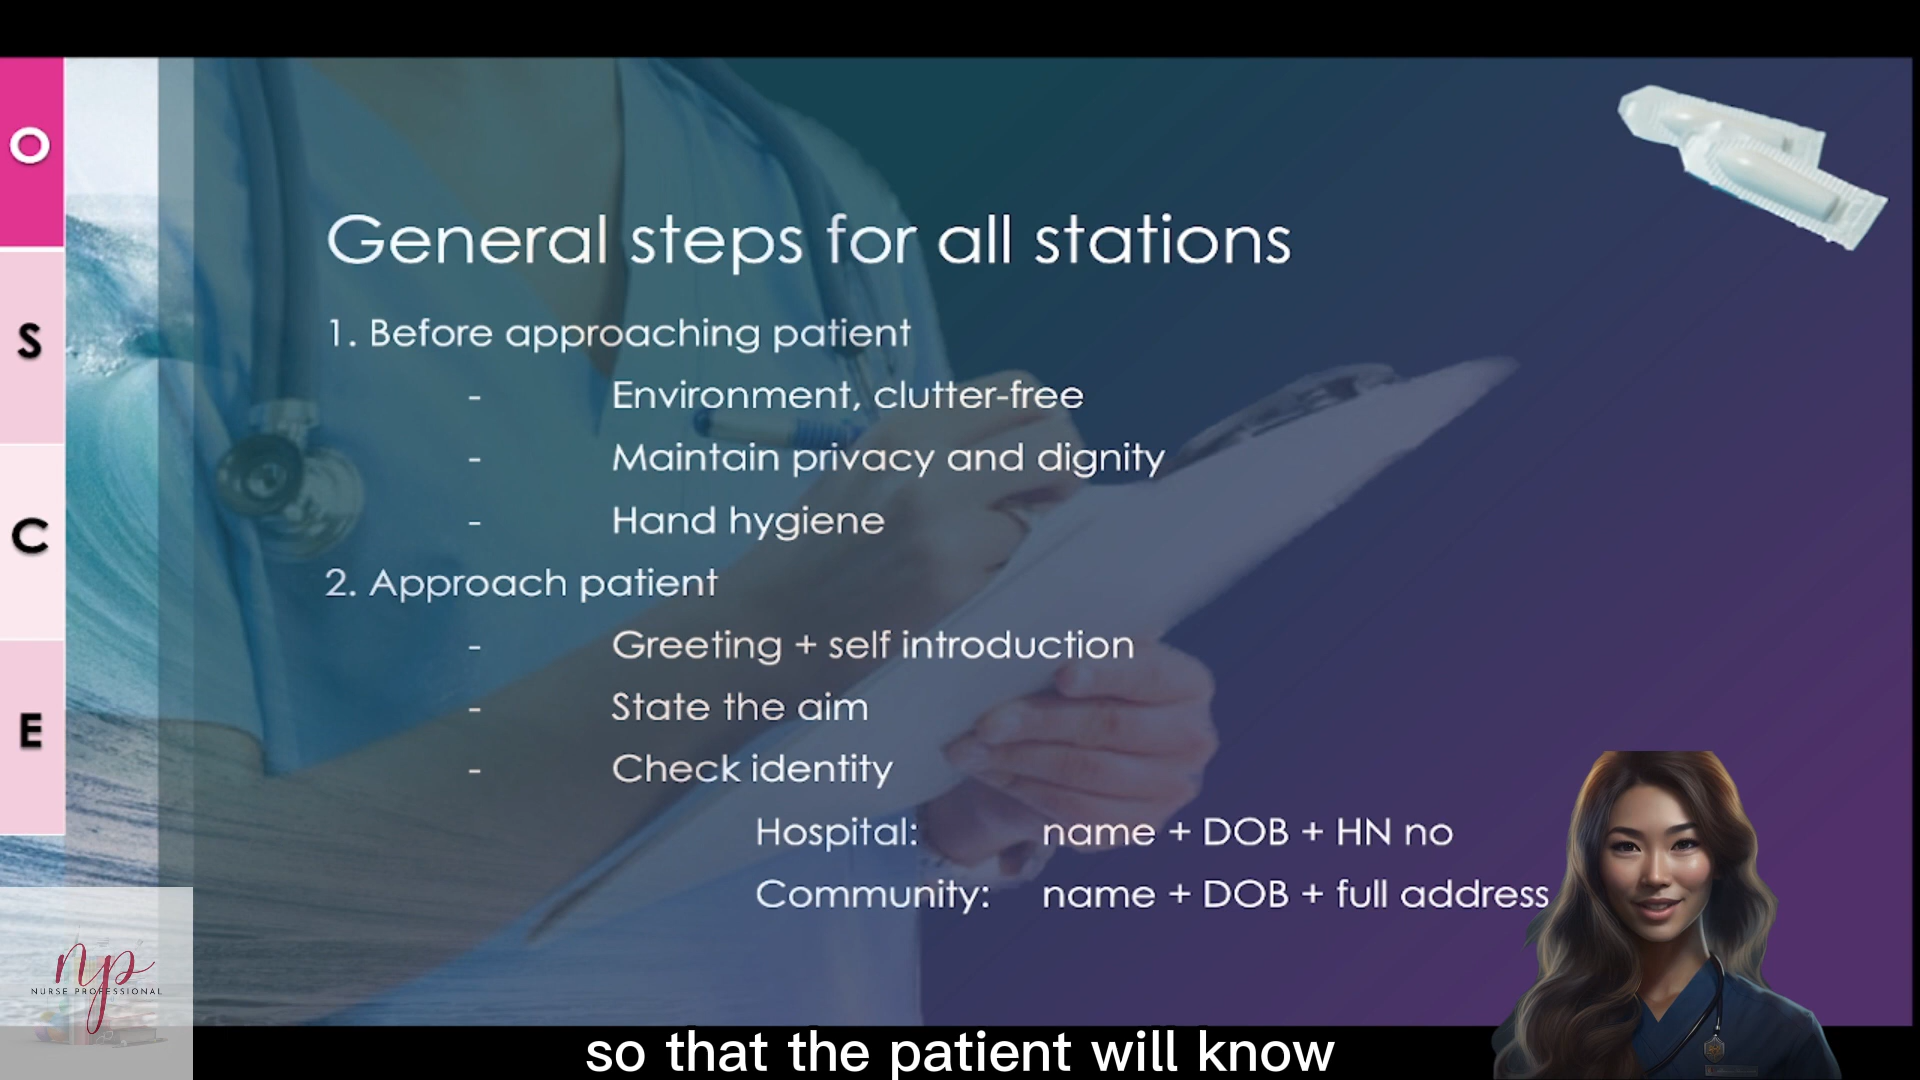 O
S
C
E
General steps for all stations
1. Before approaching patient
- Environment, clutter-free
- Maintain privacy and dignity
- Hand hygiene
2. Approach patient
- Greeting + self introduction
- State the aim
- Check identity
Hospital: name + DOB + HN no
Community: name + DOB + full address
np
NURSE PROFESSIONAL
so that the patient will know